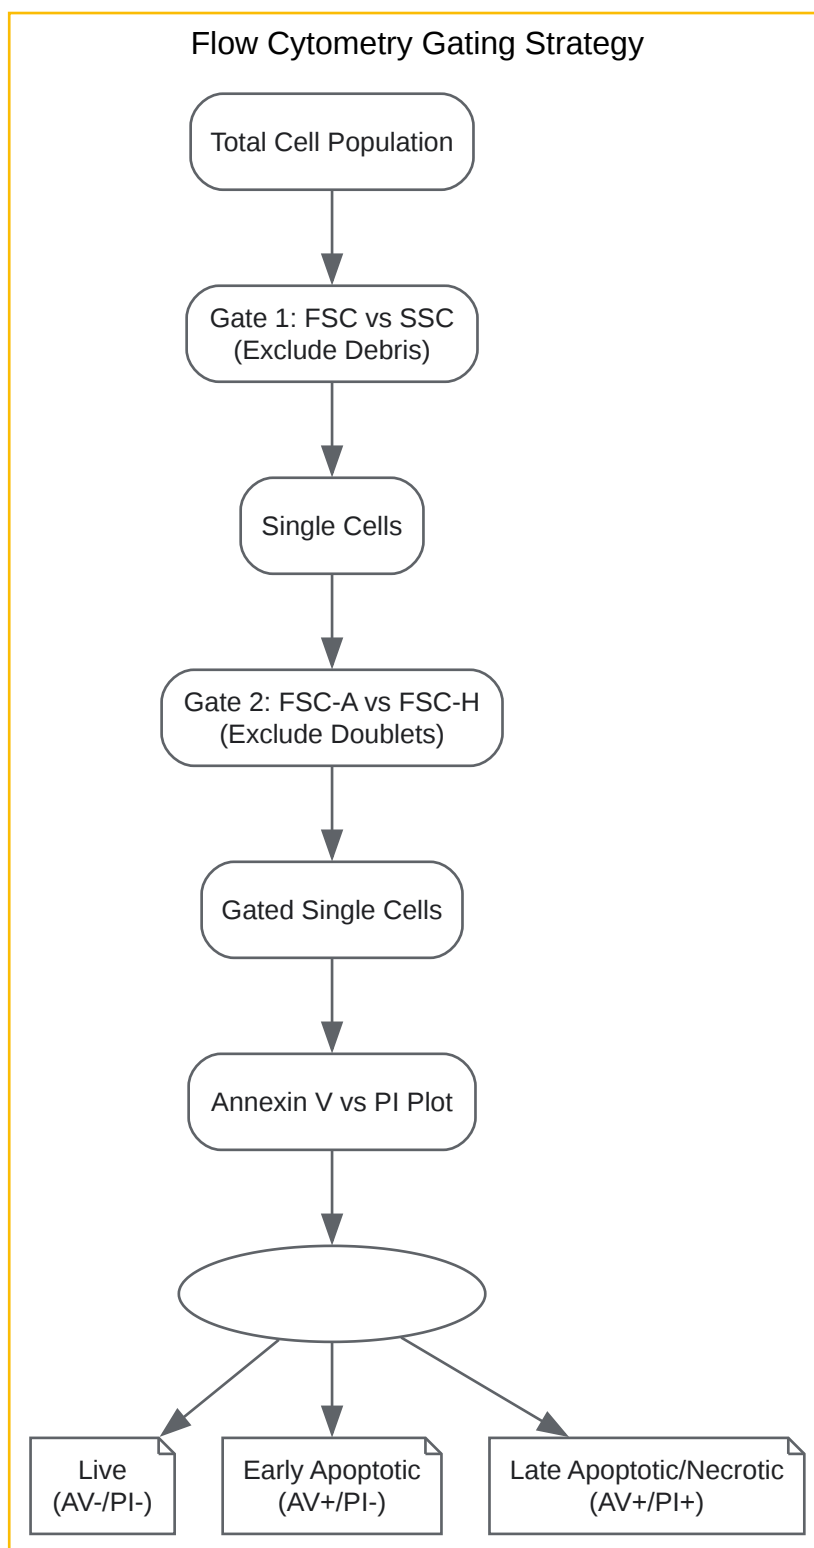 Flow Cytometry Gating Strategy
Total Cell Population
Gate 1: FSC vs SSC
(Exclude Debris)
Single Cells
Gate 2: FSC-A vs FSC-H
(Exclude Doublets)
Gated Single Cells
Annexin V vs PI Plot
Live
(AV-/PI-)
Early Apoptotic
(AV+/PI-)
Late Apoptotic/Necrotic
(AV+/PI+)